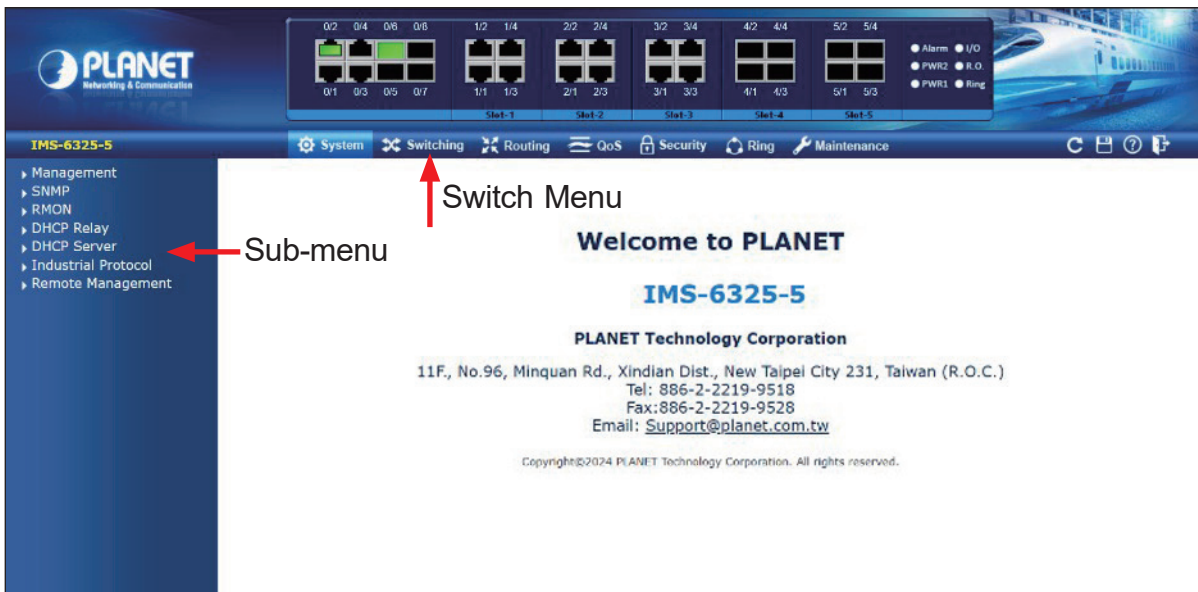 PLANET
Networking & Communication
0/2 0/4 0/6 0/8 1/2 1/4 2/2 2/4 3/2 3/4 4/2 4/4 5/2 5/4
Alarm I/O
PWR2 R.O.
PWR1 Ring
0/1 0/3 0/5 0/7 1/1 1/3 2/1 2/3 3/1 3/3 4/1 4/3 5/1 5/3
Slot-1 Slot-2 Slot-3 Slot-4 Slot-5
IMS-6325-5
System Switching Routing QoS Security Ring Maintenance
Management
SNMP
RMON
DHCP Relay
DHCP Server
Industrial Protocol
Remote Management
Switch Menu
Sub-menu
Welcome to PLANET
IMS-6325-5
PLANET Technology Corporation
11F., No.96, Minquan Rd., Xindian Dist., New Taipei City 231, Taiwan (R.O.C.)
Tel: 886-2-2219-9518
Fax:886-2-2219-9528
Email: Support@planet.com.tw
Copyright©2024 PLANET Technology Corporation. All rights reserved.